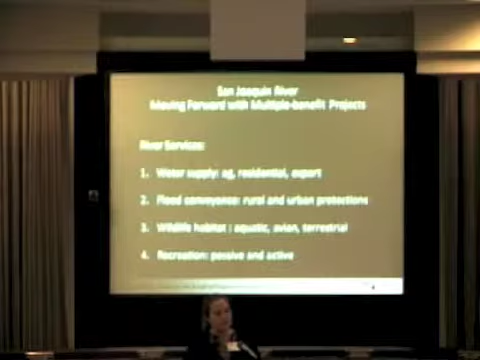 San Joaquin River
Moving Forward with Multiple-benefit Projects
River Services:
1. Water supply: ag, residential, export
2. Flood conveyance: rural and urban protections
3. Wildlife habitat : aquatic, avian, terrestrial
4. Recreation: passive and active